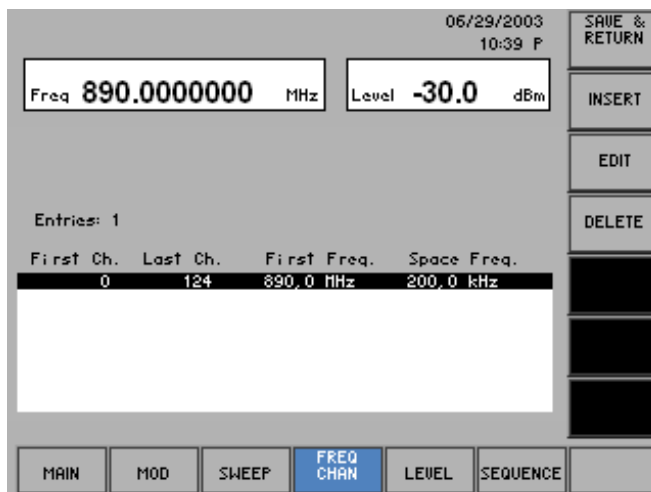 06/29/2003
10:39 P
Freq 890.0000000 MHz
Level -30.0 dBm
Entries: 1
First Ch. Last Ch. First Freq. Space Freq.
0 124 890,0 MHz 200,0 kHz
SAVE & RETURN
INSERT
EDIT
DELETE
MAIN
MOD
SWEEP
FREQ CHAN
LEVEL
SEQUENCE